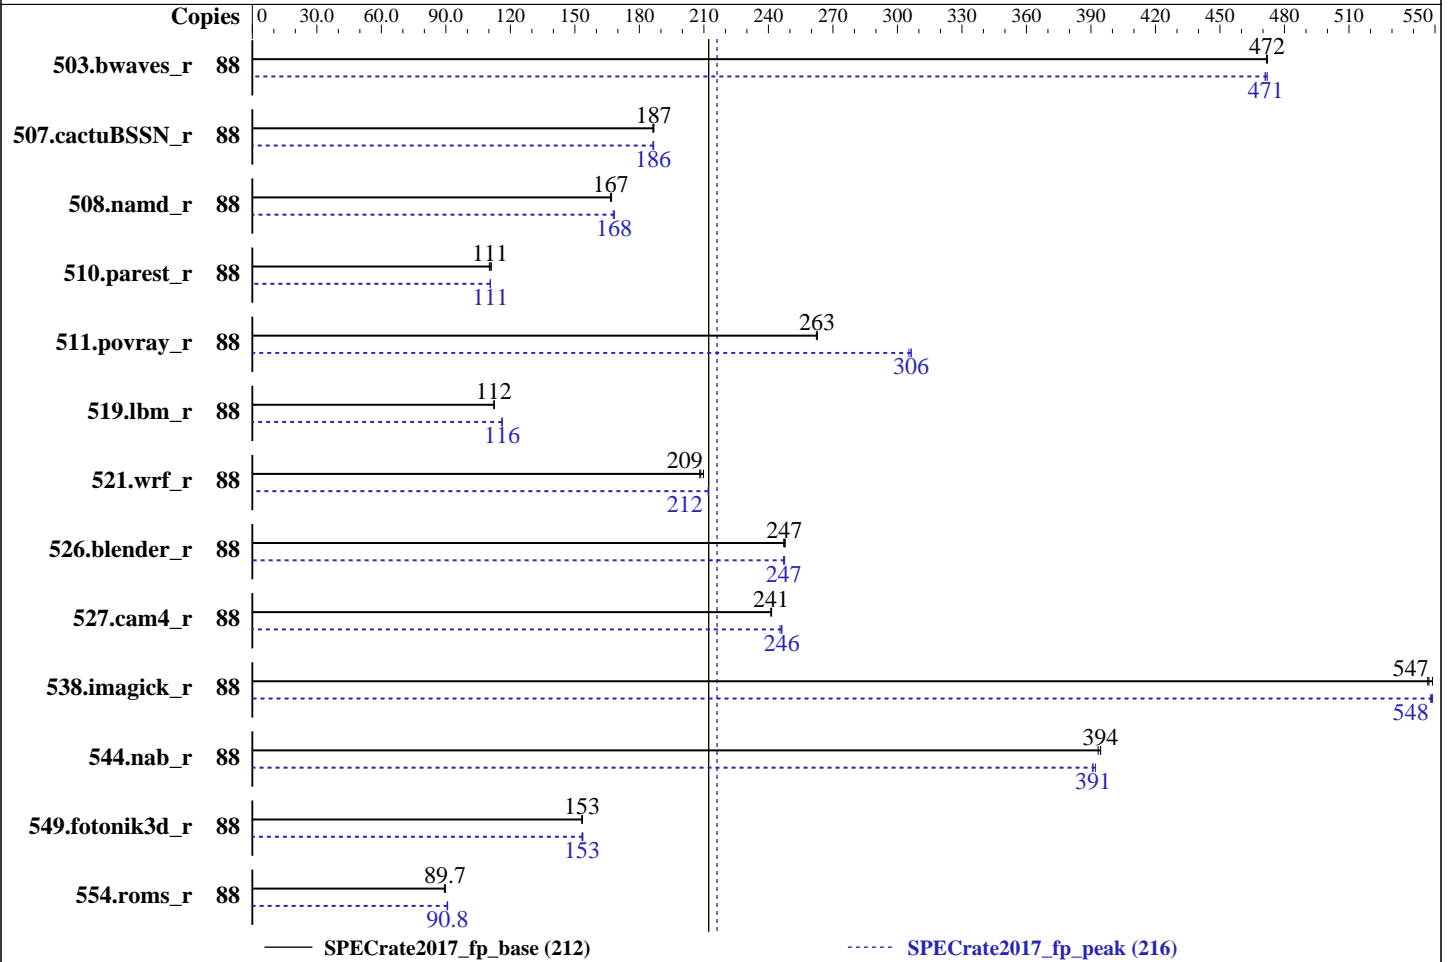 Copies 0 30.0 60.0 90.0 120 150 180 210 240 270 300 330 360 390 420 450 480 510 550
503.bwaves_r 88 472
471
507.cactuBSSN_r 88 187
186
508.namd_r 88 167
168
510.parest_r 88 111
111
511.povray_r 88 263
306
519.lbm_r 88 112
116
521.wrf_r 88 209
212
526.blender_r 88 247
247
527.cam4_r 88 241
246
538.imagick_r 88 547
548
544.nab_r 88 394
391
549.fotonik3d_r 88 153
153
554.roms_r 88 89.7
90.8
SPECrate2017_fp_base (212) SPECrate2017_fp_peak (216)